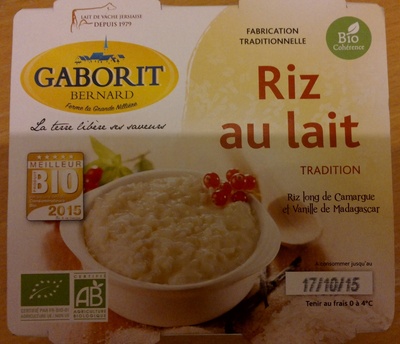 LAIT DE VACHE JERSIAISE
DEPUIS 1979
GABORIT
BERNARD
Ferme la Grande Nillière
La terre libère ses saveurs
MEILLEUR
BIO
2015
FABRICATION
TRADITIONNELLE
Bio
Cohérence
Riz
au lait
TRADITION
Riz long de Camargue
et Vanille de Madagascar
à consommer jusqu'au
17/10/15
Tenir au frais 0 à 4°C
CERTIFIÉ
AB
AGRICULTURE
BIOLOGIQUE